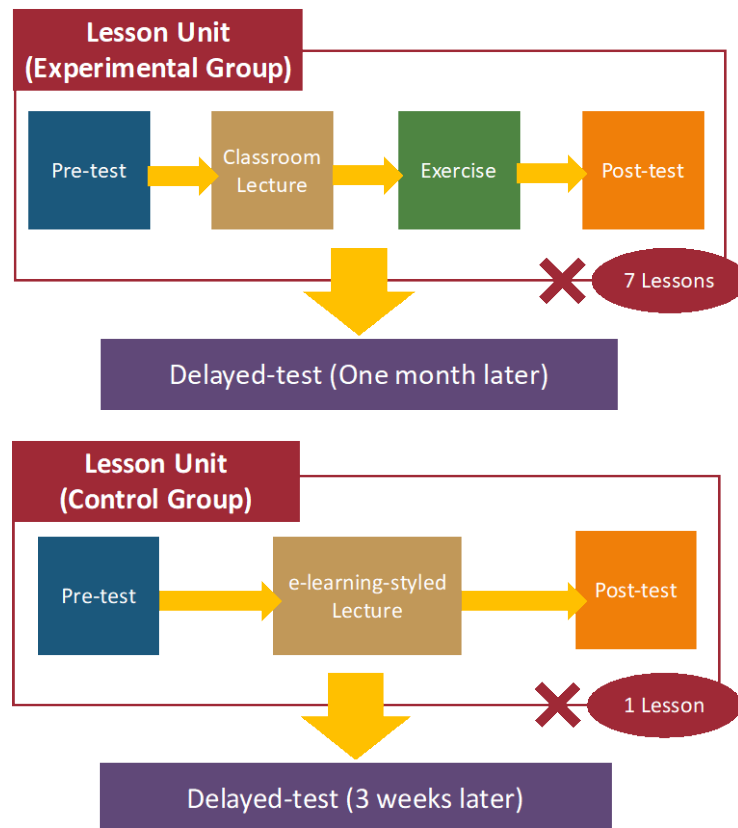 Lesson Unit
(Experimental Group)
Pre-test
Classroom
Lecture
Exercise
Post-test
7 Lessons
Delayed-test (One month later)
Lesson Unit
(Control Group)
Pre-test
e-learning-styled
Lecture
Post-test
1 Lesson
Delayed-test (3 weeks later)